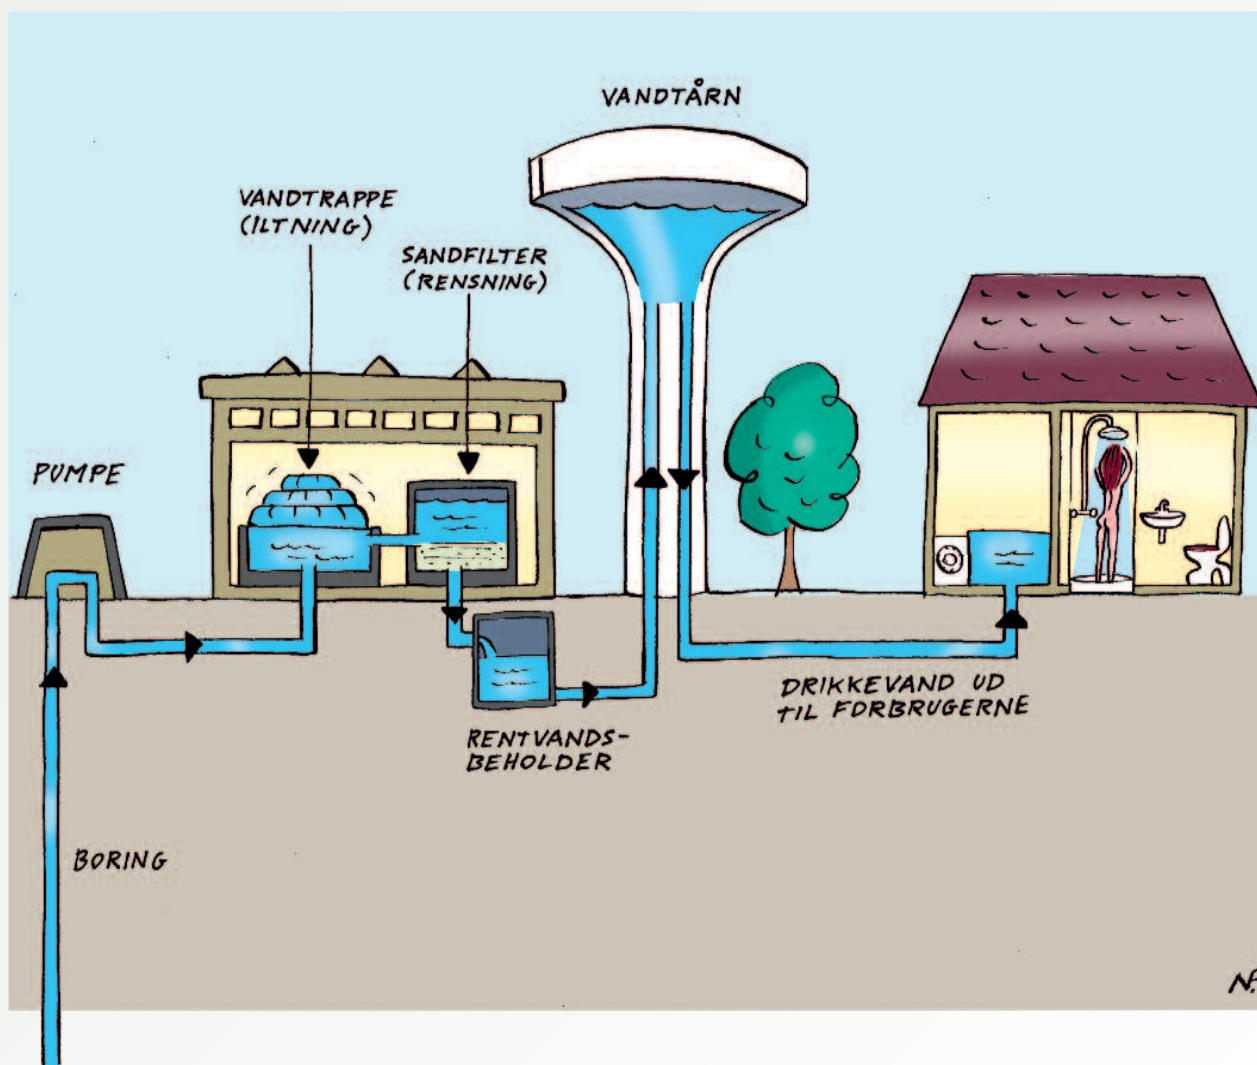 VANDTÅRN
VANDTRAPPE
(ILTNING)
SANDFILTER
(RENSNING)
PUMPE
DRIKKEVAND UD
TIL FORBRUGERNE
RENTVANDS-
BEHOLDER
BORING